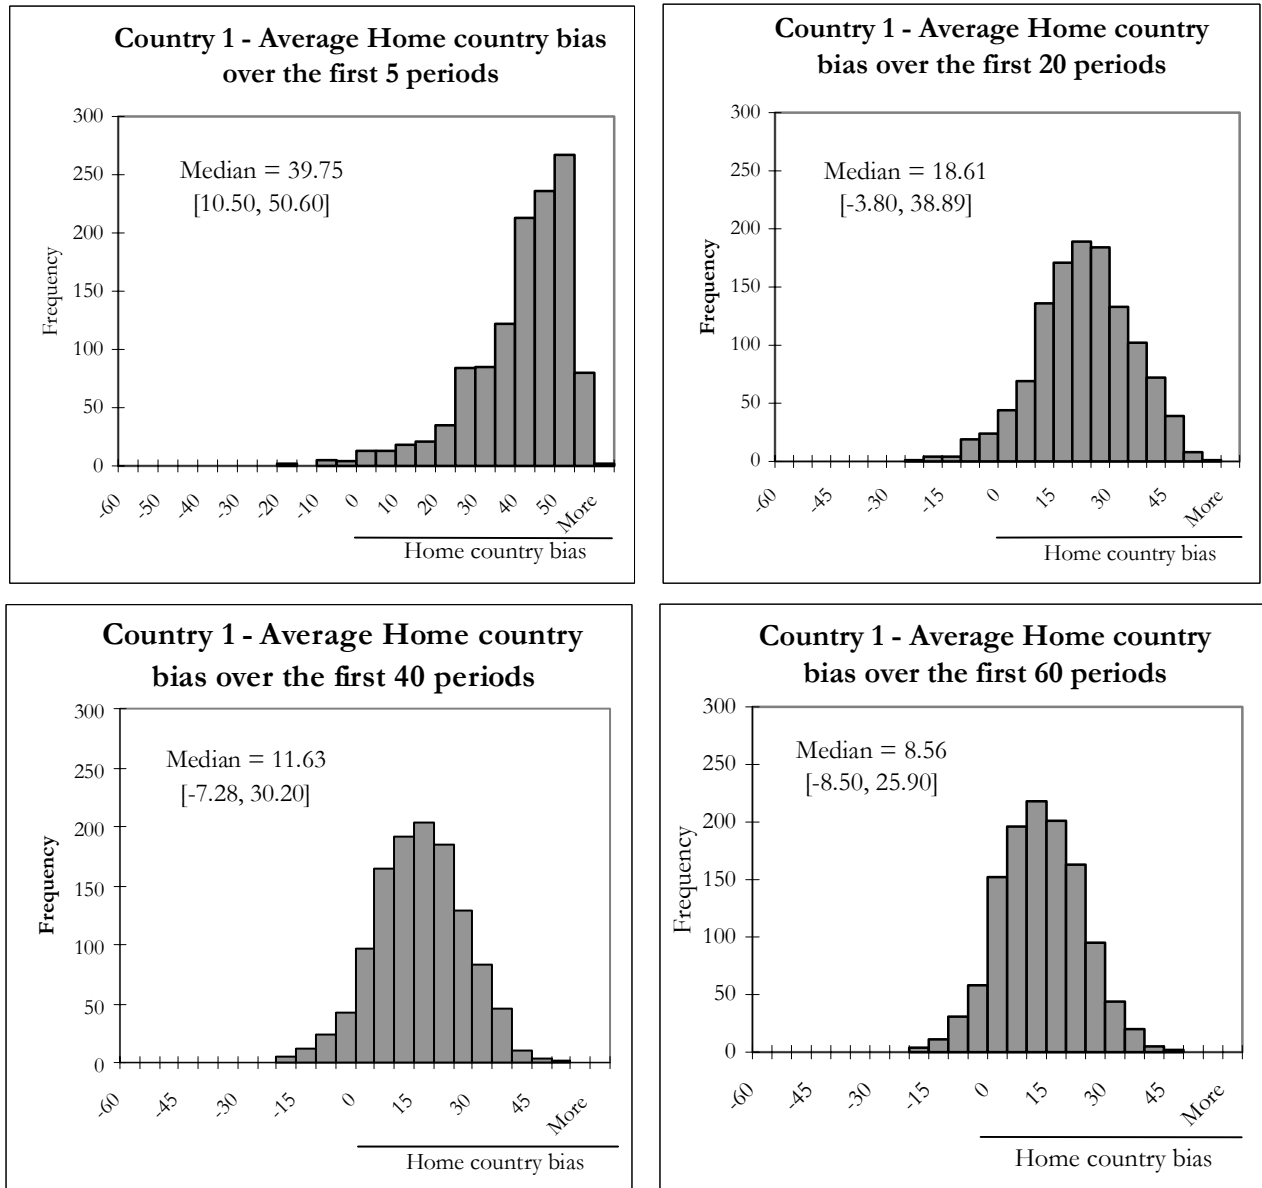 Country 1 - Average Home country bias
over the first 5 periods
300
250
200
150
100
50
0
Frequency
Median = 39.75
[10.50, 50.60]
-60
-50
-40
-30
-20
-10
0
10
20
30
40
50
More
Home country bias
Country 1 - Average Home country
bias over the first 20 periods
300
250
200
150
100
50
0
Frequency
Median = 18.61
[-3.80, 38.89]
-60
-45
-30
-15
0
15
30
45
More
Home country bias
Country 1 - Average Home country
bias over the first 40 periods
300
250
200
150
100
50
0
Frequency
Median = 11.63
[-7.28, 30.20]
-60
-45
-30
-15
0
15
30
45
More
Home country bias
Country 1 - Average Home country
bias over the first 60 periods
300
250
200
150
100
50
0
Frequency
Median = 8.56
[-8.50, 25.90]
-60
-45
-30
-15
0
15
30
45
More
Home country bias